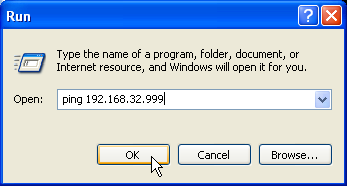 Run
Type the name of a program, folder, document, or
Internet resource, and Windows will open it for you.
Open: ping 192.168.32.999
OK Cancel Browse...